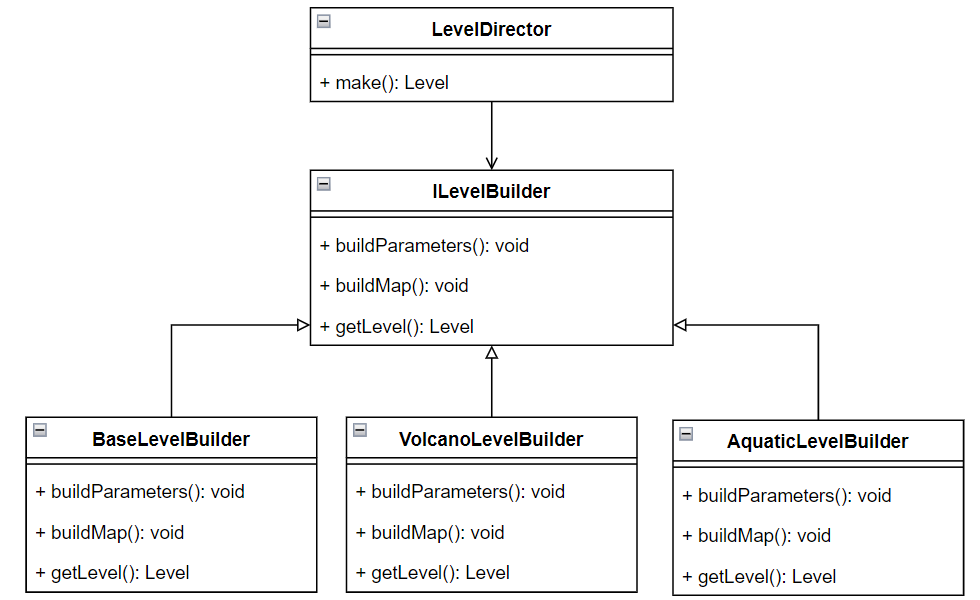 LevelDirector
+ make(): Level
ILevelBuilder
+ buildParameters(): void
+ buildMap(): void
+ getLevel(): Level
BaseLevelBuilder
+ buildParameters(): void
+ buildMap(): void
+ getLevel(): Level
VolcanoLevelBuilder
+ buildParameters(): void
+ buildMap(): void
+ getLevel(): Level
AquaticLevelBuilder
+ buildParameters(): void
+ buildMap(): void
+ getLevel(): Level